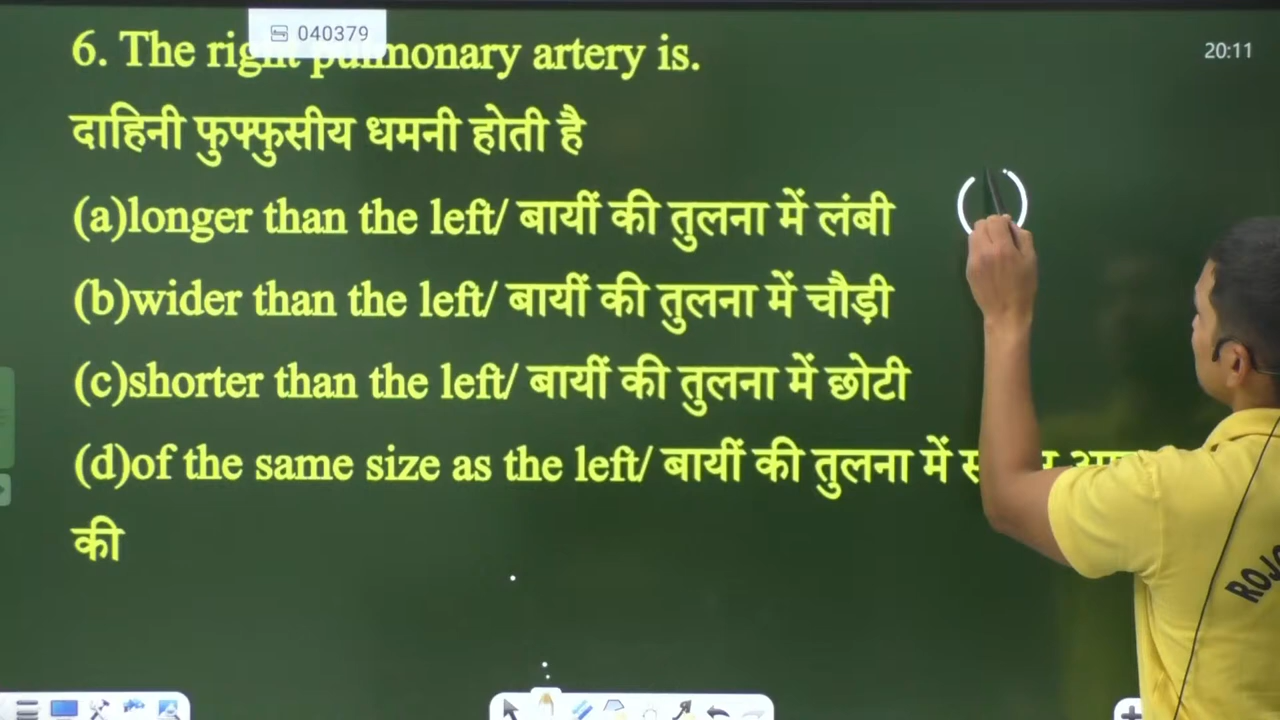 040379
20:11
6. The right pulmonary artery is.
दाहिनी फुफ्फुसीय धमनी होती है
(a)longer than the left/ बायीं की तुलना में लंबी
(b)wider than the left/ बायीं की तुलना में चौड़ी
(c)shorter than the left/ बायीं की तुलना में छोटी
(d)of the same size as the left/ बायीं की तुलना में
की